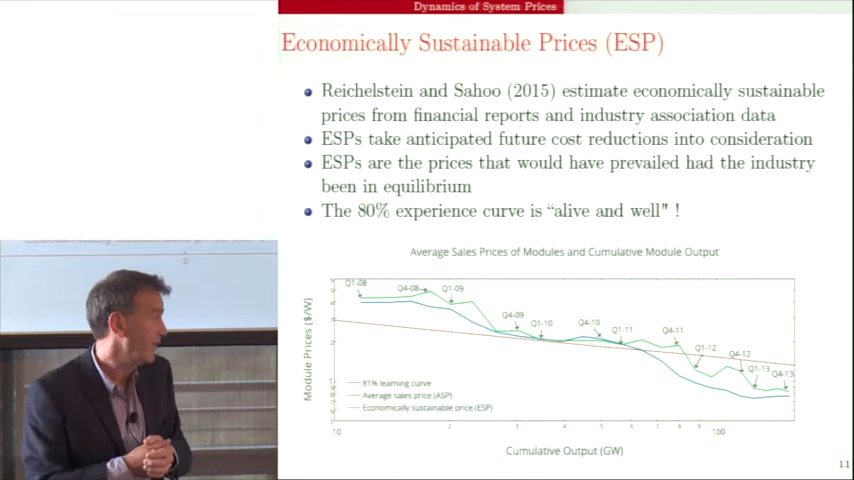 Dynamics of System Prices
Economically Sustainable Prices (ESP)
Reichelstein and Sahoo (2015) estimate economically sustainable
prices from financial reports and industry association data
ESPs take anticipated future cost reductions into consideration
ESPs are the prices that would have prevailed had the industry
been in equilibrium
The 80% experience curve is “alive and well" !
Average Sales Prices of Modules and Cumulative Module Output
Q1-08
Q4-08
Q1-09
Q4-09
Q1-10
Q4-10
Q1-11
Q4-11
Q1-12
Q4-12
Q1-13
Q4-13
Module Prices ($/W)
81% learning curve
Average sales price (ASP)
Economically sustainable price (ESP)
10
100
Cumulative Output (GW)
11